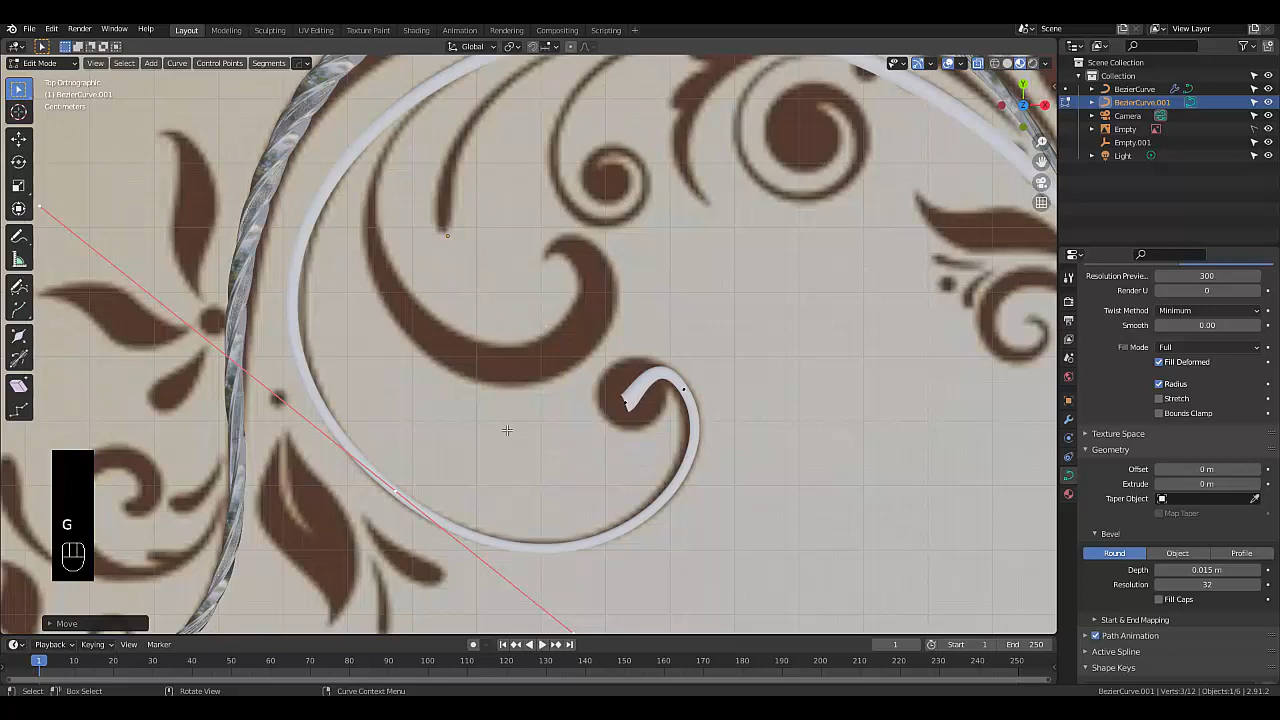 File Edit Render Window Help Layout Modeling Sculpting UV Editing Texture Paint Shading Animation Rendering Compositing Scripting Scene View Layer
Global
Edit Mode View Select Add Curve Control Points Segments
Top Orthographic
(1) BezierCurve.001
Centimeters
Scene Collection
Collection
BezierCurve
BezierCurve.001
Camera
Empty
Empty.001
Light
Resolution Previe... 300
Render U 0
Twist Method Minimum
Smooth 0.00
Fill Mode Full
Fill Deformed
Radius
Stretch
Bounds Clamp
Texture Space
Geometry
Offset 0 m
Extrude 0 m
Taper Object
Map Taper
Bevel
Round Object Profile
Depth 0.015 m
Resolution 32
Fill Caps
Start & End Mapping
Path Animation
Active Spline
Shape Keys
G
Move
X
Y
Z
Playback Keying View Marker 1 Start 1 End 250
1 10 20 30 40 50 60 70 80 90 100 110 120 130 140 150 160 170 180 190 200 210 220 230 240 250
Select Box Select Rotate View Curve Context Menu BezierCurve.001 | Verts:3/12 | Objects:1/6 | 2.91.2